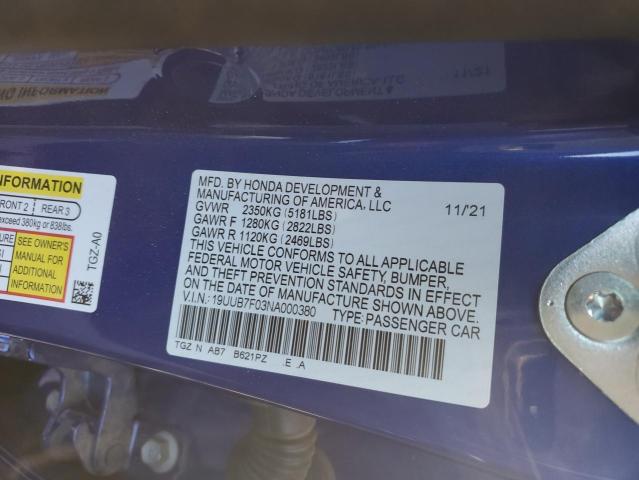 NFORMATION
FRONT 2 REAR 3
exceed 380kg or 838lbs.
SEE OWNER'S
MANUAL FOR
ADDITIONAL
INFORMATION
TGZ-A0
MFD. BY HONDA DEVELOPMENT &
MANUFACTURING OF AMERICA, LLC 11/21
GVWR 2350KG (5181LBS)
GAWR F 1280KG (2822LBS)
GAWR R 1120KG (2469LBS)
THIS VEHICLE CONFORMS TO ALL APPLICABLE
FEDERAL MOTOR VEHICLE SAFETY, BUMPER,
AND THEFT PREVENTION STANDARDS IN EFFECT
ON THE DATE OF MANUFACTURE SHOWN ABOVE.
V.I.N.: 19UUB7F03NA000380 TYPE:PASSENGER CAR
TGZ N AB7 B621PZ .E .A